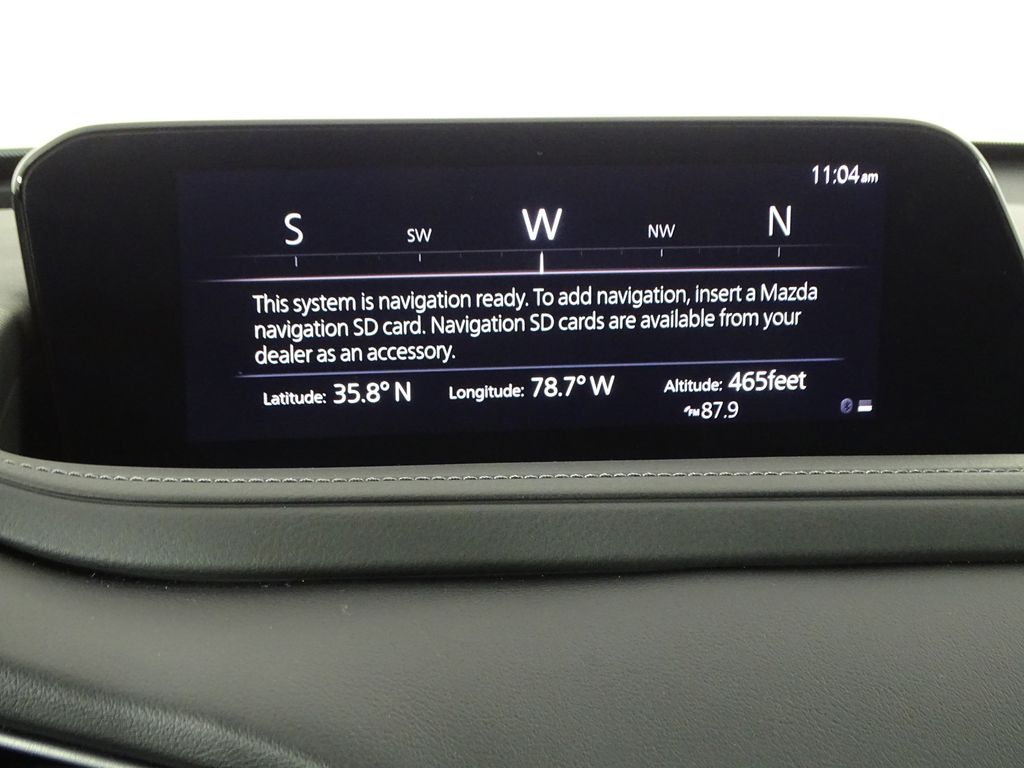 11:04am
S SW W NW N
This system is navigation ready. To add navigation, insert a Mazda
navigation SD card. Navigation SD cards are available from your
dealer as an accessory.
Latitude: 35.8° N Longitude: 78.7° W Altitude: 465feet
FM 87.9